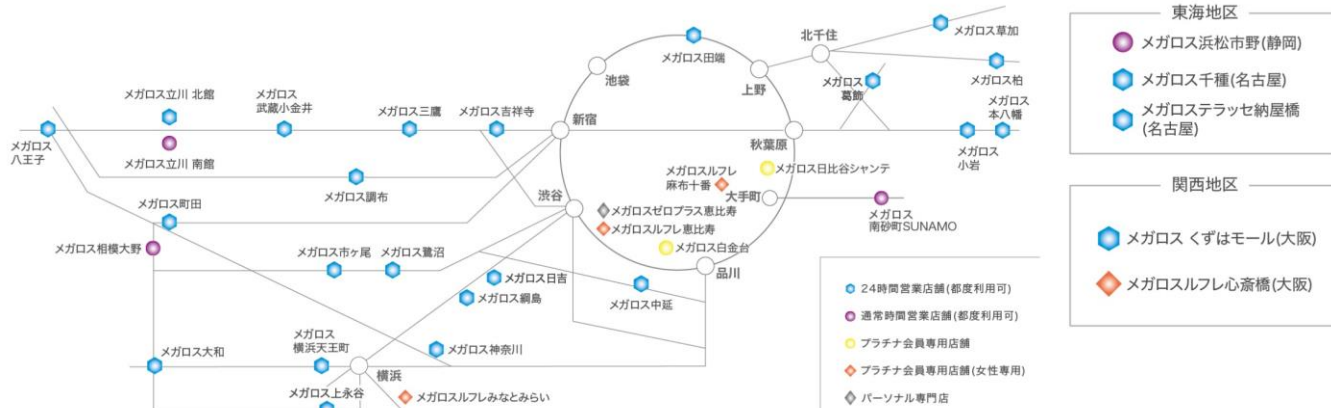 メガロス草加
北千住
メガロス田端
池袋
上野
メガロス柏
メガロス
葛飾
メガロス
本八幡
メガロス立川 北館
メガロス
武蔵小金井
メガロス三鷹
メガロス吉祥寺
新宿
秋葉原
メガロス
八王子
メガロス立川 南館
メガロス
小岩
メガロス調布
メガロスルフレ
麻布十番
メガロス日比谷シャンテ
渋谷
大手町
メガロス町田
メガロスゼロプラス恵比寿
メガロスルフレ恵比寿
メガロス
南砂町SUNAMO
メガロス相模大野
メガロス白金台
メガロス市ヶ尾
メガロス鷺沼
品川
メガロス日吉
メガロス綱島
メガロス中延
メガロス
横浜天王町
メガロス大和
メガロス神奈川
横浜
メガロス上永谷
メガロスルフレみなとみらい
24時間営業店舗(都度利用可)
通常時間営業店舗(都度利用可)
プラチナ会員専用店舗
プラチナ会員専用店舗(女性専用)
パーソナル専門店
東海地区
メガロス浜松市野(静岡)
メガロス千種(名古屋)
メガロステラッセ納屋橋
(名古屋)
関西地区
メガロス くずはモール(大阪)
メガロスルフレ心斎橋(大阪)